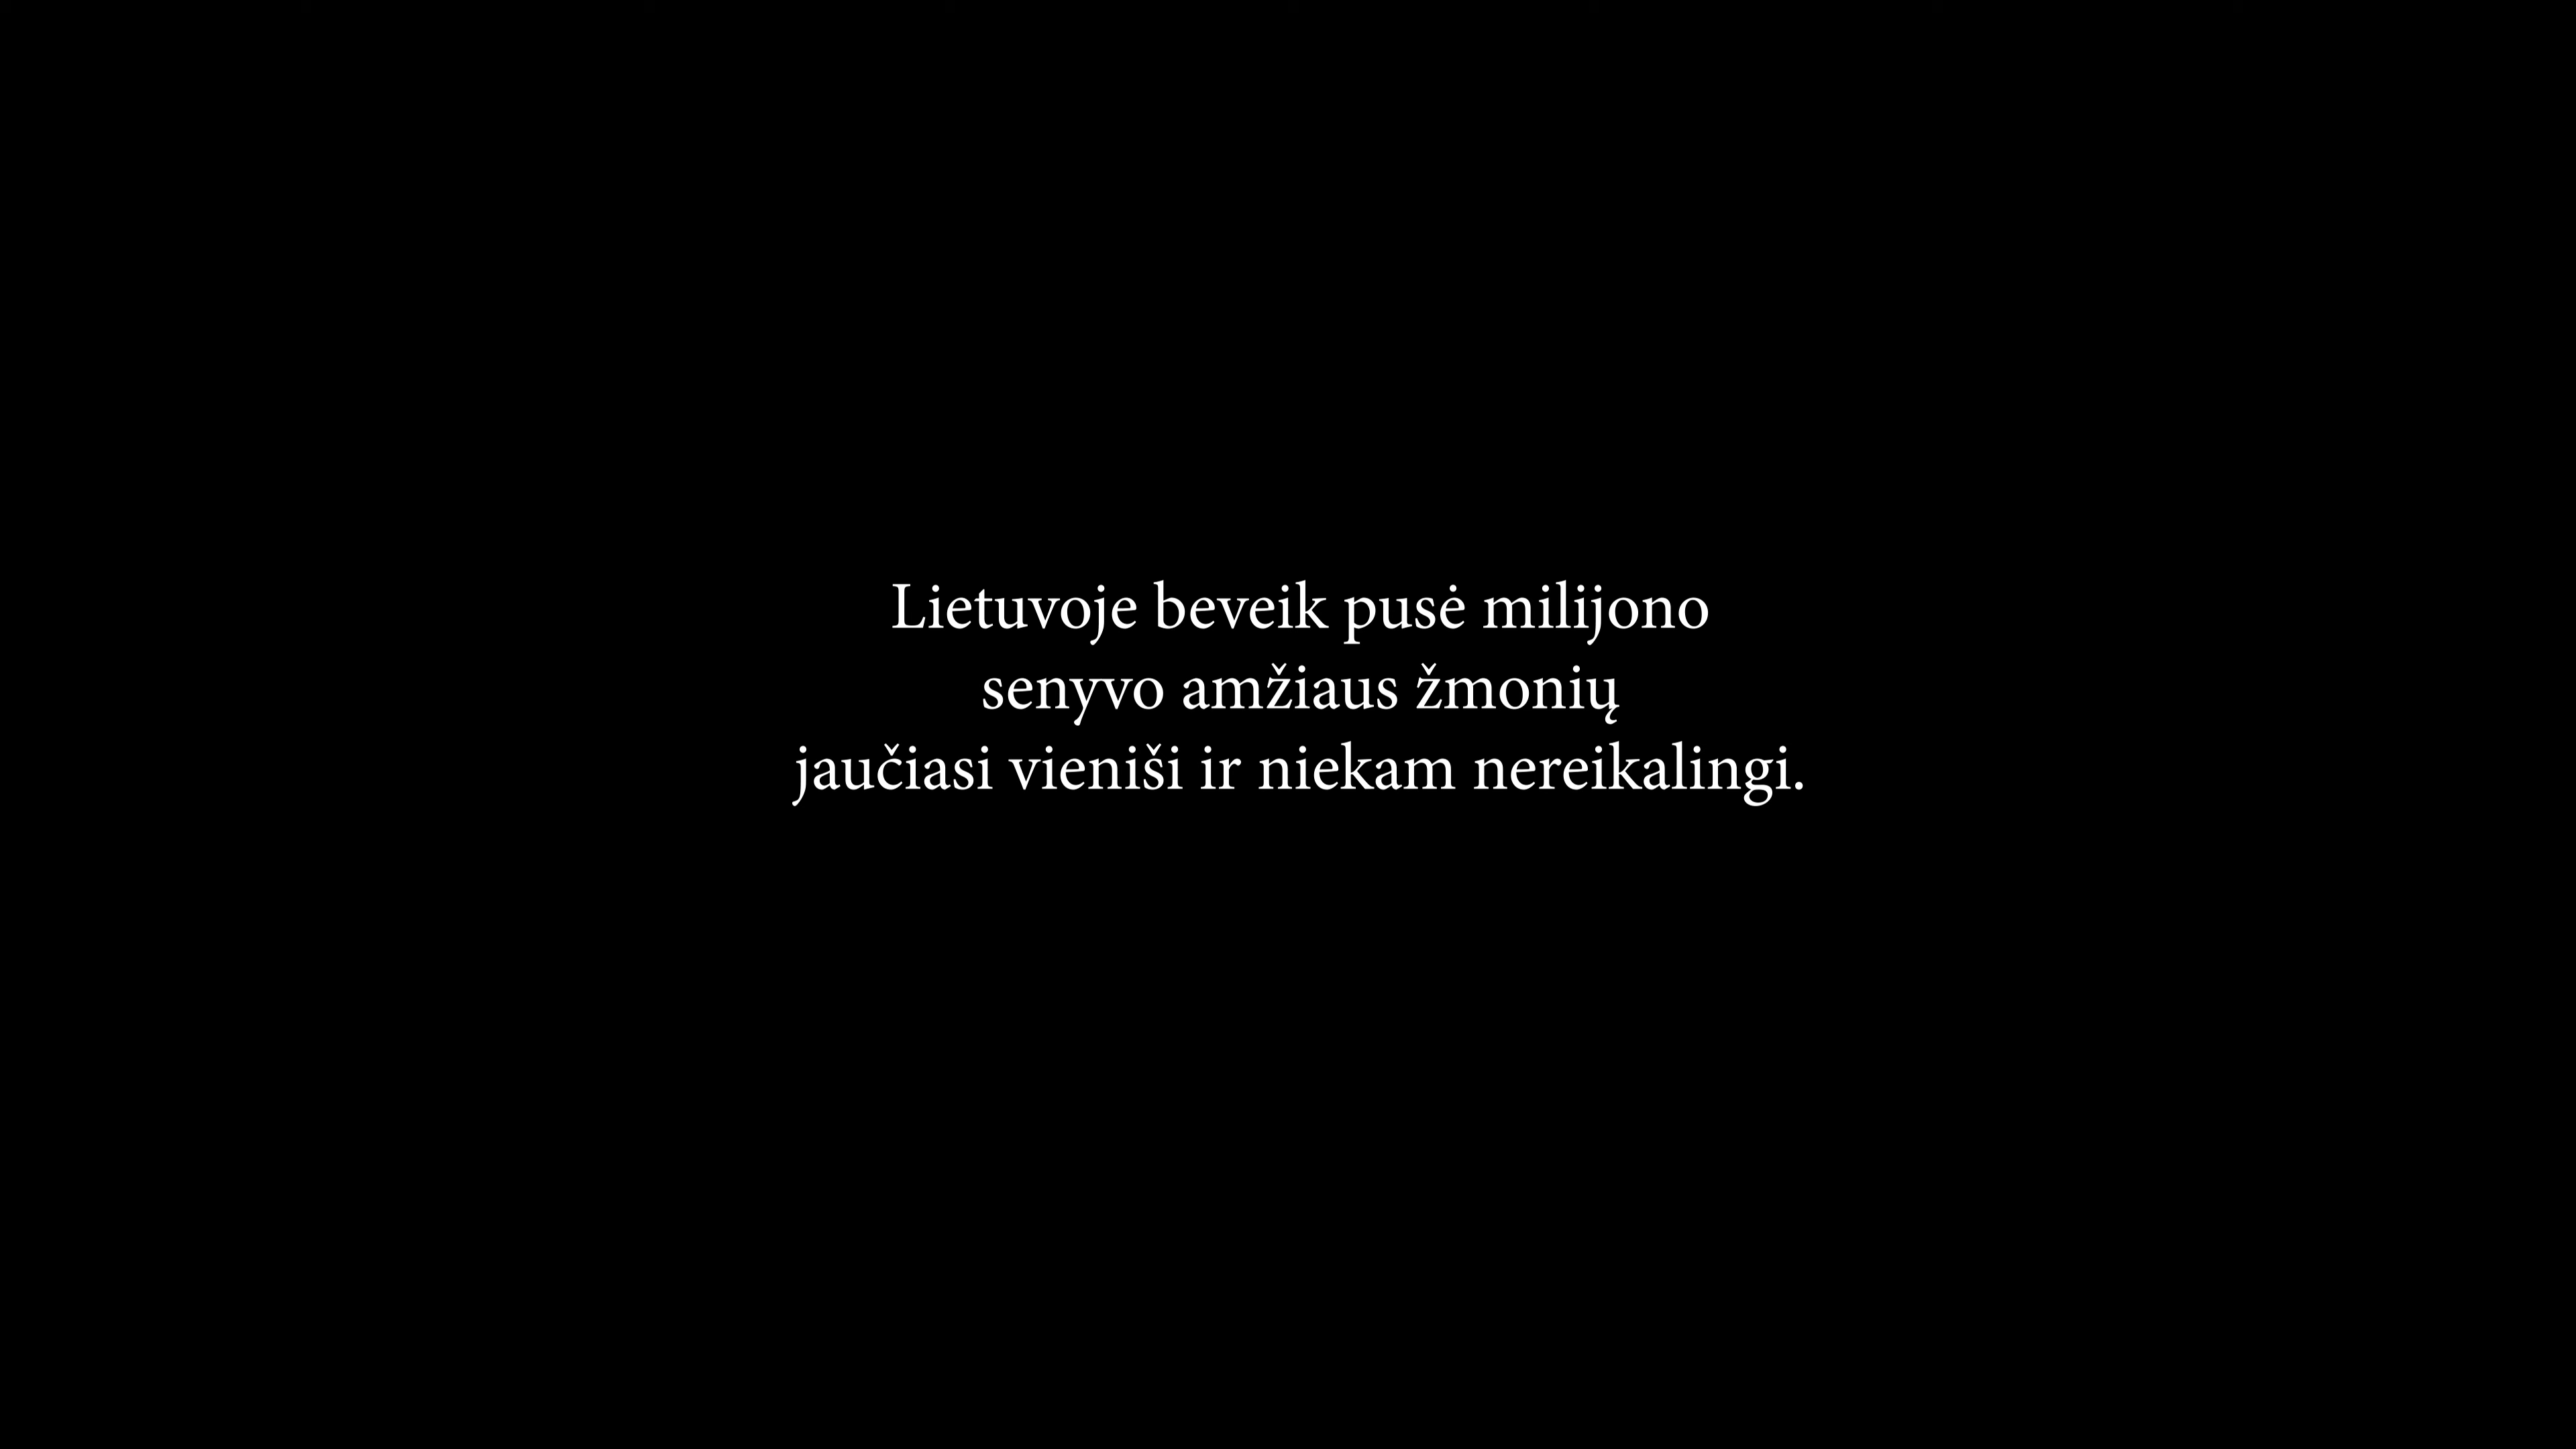 Lietuvoje beveik pusė milijono
senyvo amžiaus žmonių
jaučiasi vieniši ir niekam nereikalingi.